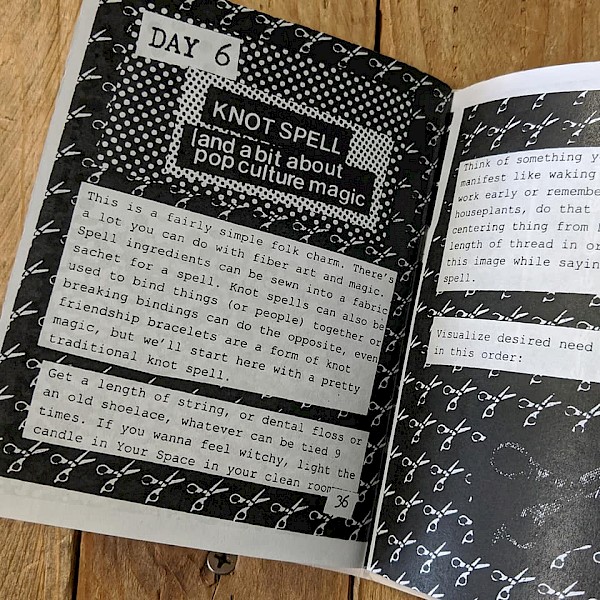 DAY 6
KNOT SPELL
(and a bit about
pop culture magic
This is a fairly simple folk charm. There's
a lot you can do with fiber art and magic.
Spell ingredients can be sewn into a fabric
sachet for a spell. Knot spells can also be
used to bind things (or people) together or
breaking bindings can do the opposite, even
friendship bracelets are a form of knot
magic, but we'll start here with a pretty
traditional knot spell.
Get a length of string, or dental floss or
an old shoelace, whatever can be tied 9
times. If you wanna feel witchy, light the
candle in Your Space in your clean room
36
Think of something
manifest like waking
work early or
houseplants, do that
centering thing from
length of thread in
this image while
spell.
Visualize desired need
in this order: